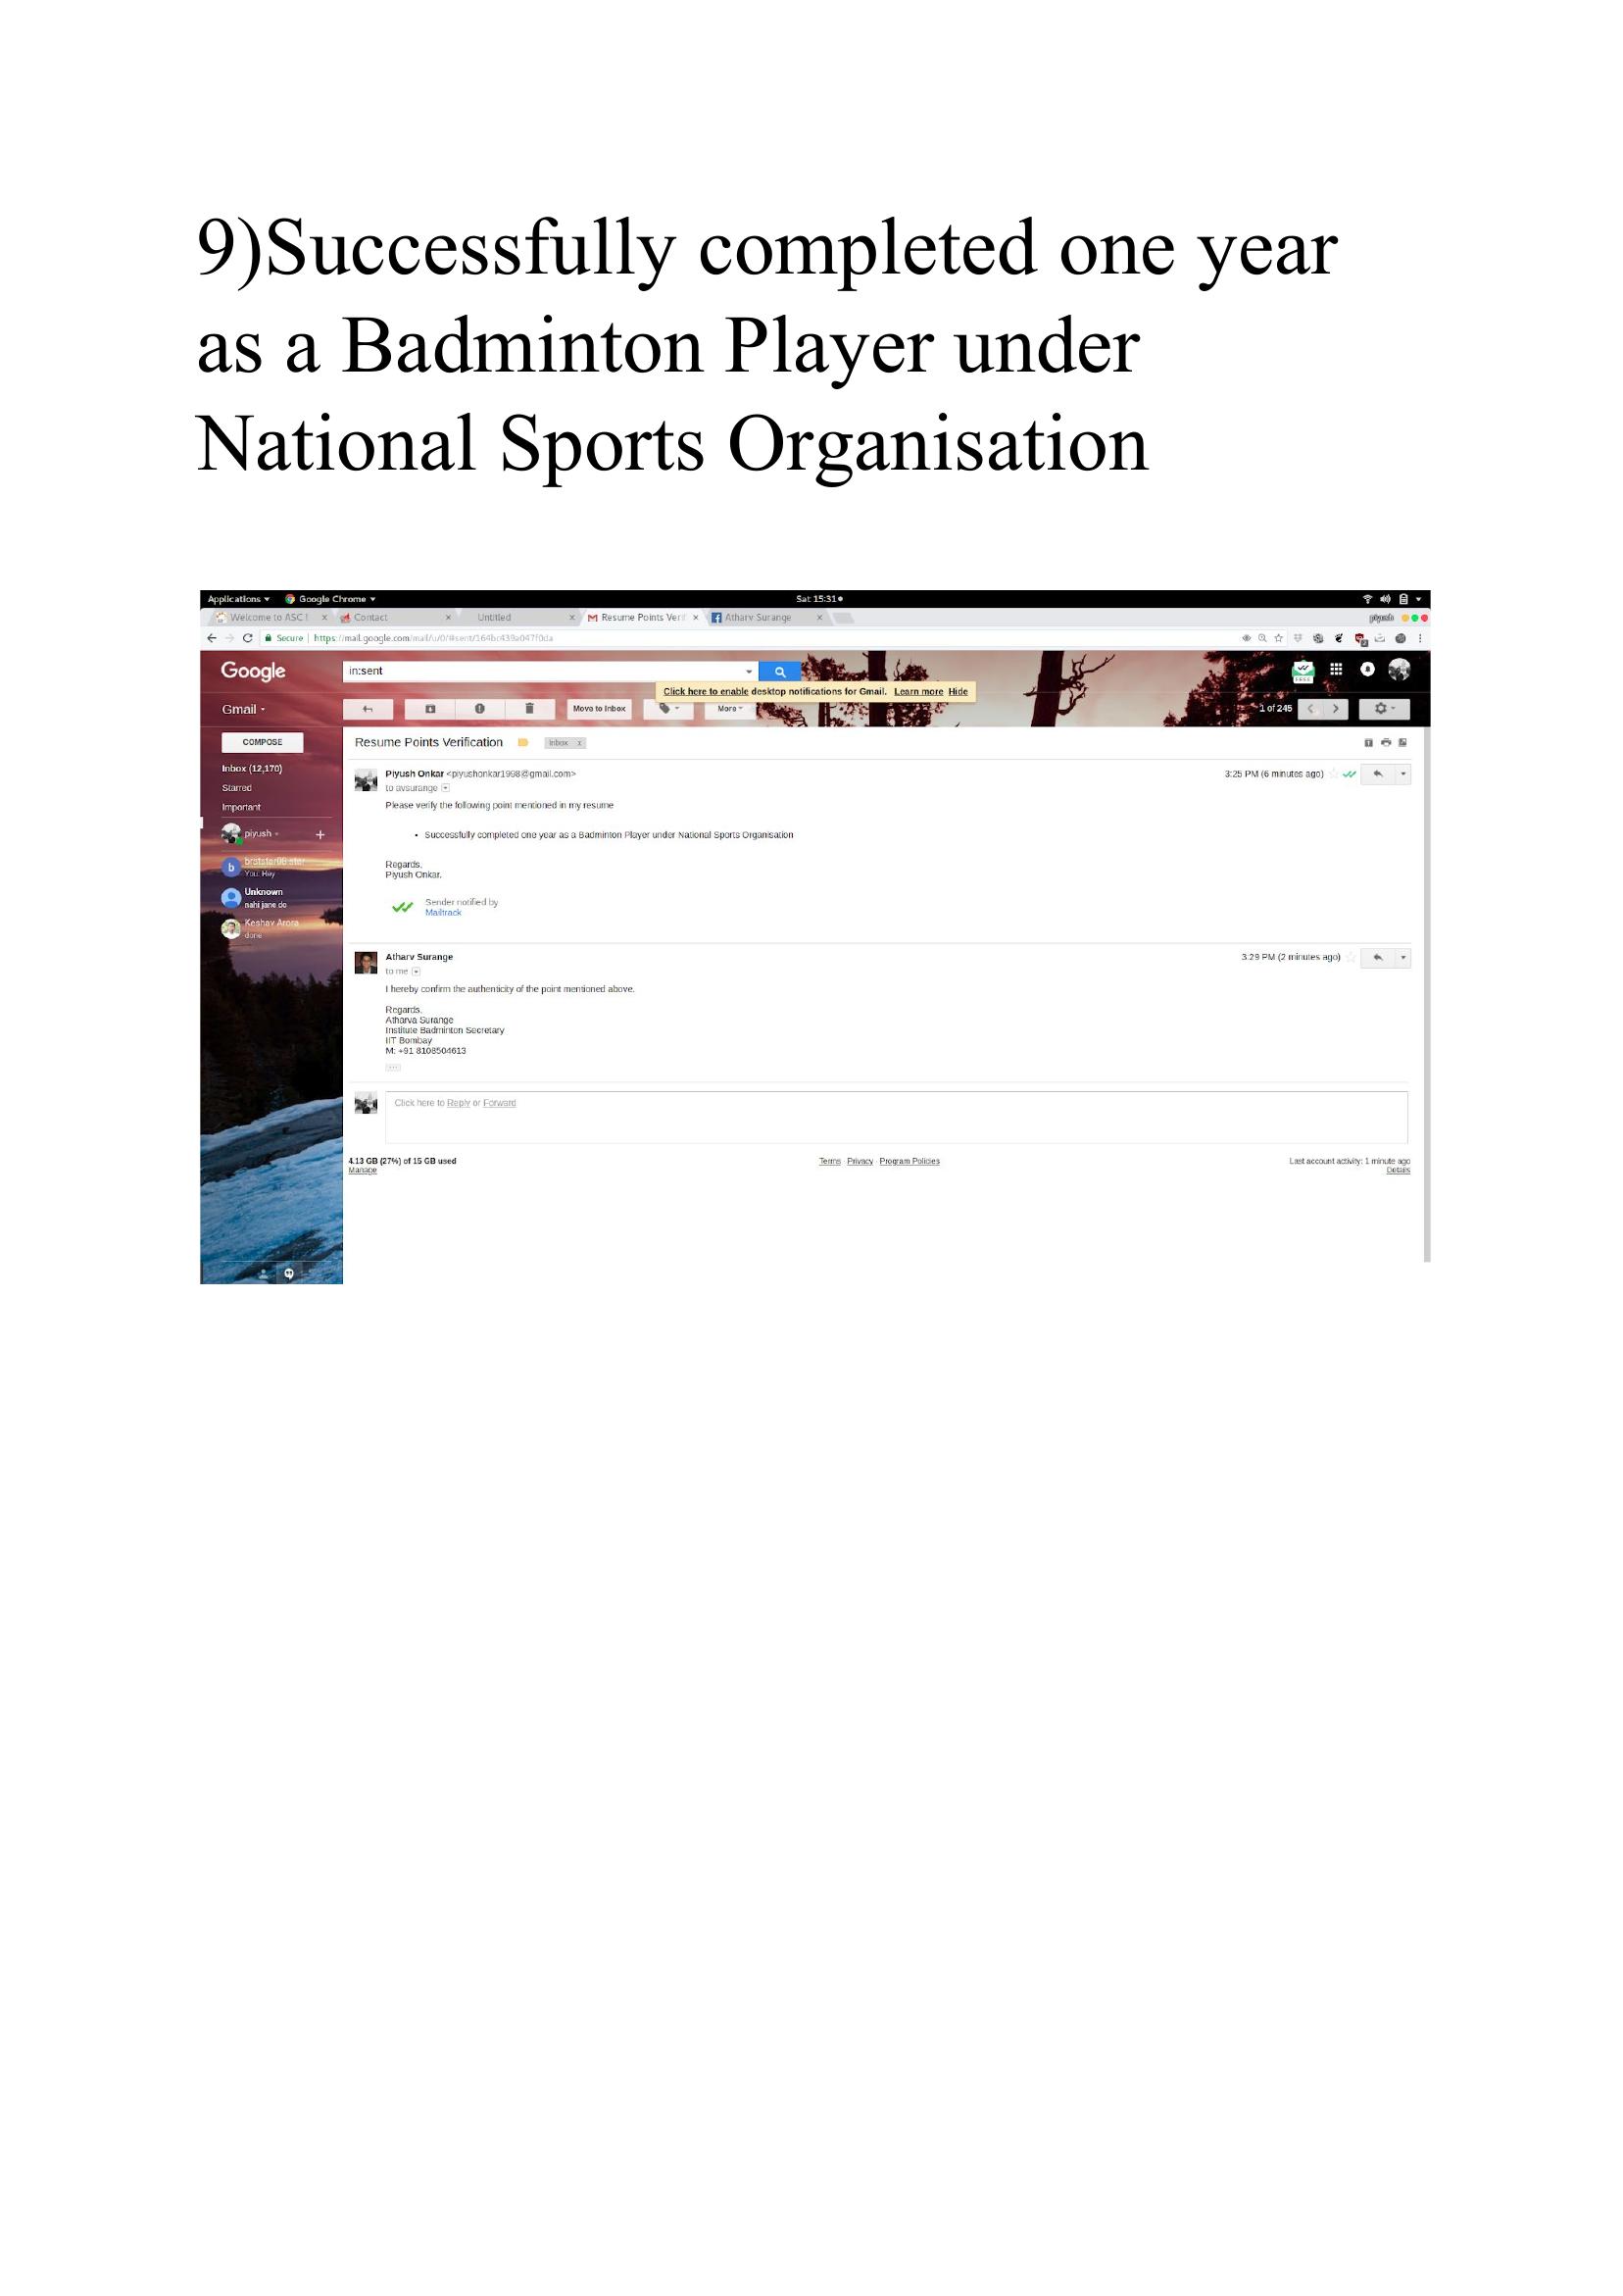 9)Successfully completed one year
as a Badminton Player under
National Sports Organisation
Applications Google Chrome Sat 15:31
Welcome to ASC Contact Untitled Resume Points Verif Atharv Surange piyush
Secure https://mail.google.com/mail/u/0/#sent/164bc439a047f0da
Google in:sent
Click here to enable desktop notifications for Gmail. Learn more Hide
Gmail Move to Inbox More 1 of 245
COMPOSE
Resume Points Verification Inbox x
Inbox (12,170)
Starred
Important
piyush +
You: Hey
Unknown
nahi jane do
Keshav Arora
done
Piyush Onkar <piyushonkar1998@gmail.com> 3:25 PM (6 minutes ago)
to avsurange
Please verify the following point mentioned in my resume
• Successfully completed one year as a Badminton Player under National Sports Organisation
Regards,
Piyush Onkar.
Sender notified by
Mailtrack
Atharv Surange 3:29 PM (2 minutes ago)
to me
I hereby confirm the authenticity of the point mentioned above.
Regards,
Atharva Surange
Institute Badminton Secretary
IIT Bombay
M: +91 8108504613
Click here to Reply or Forward
4.13 GB (27%) of 15 GB used Terms · Privacy · Program Policies Last account activity: 1 minute ago
Manage Details